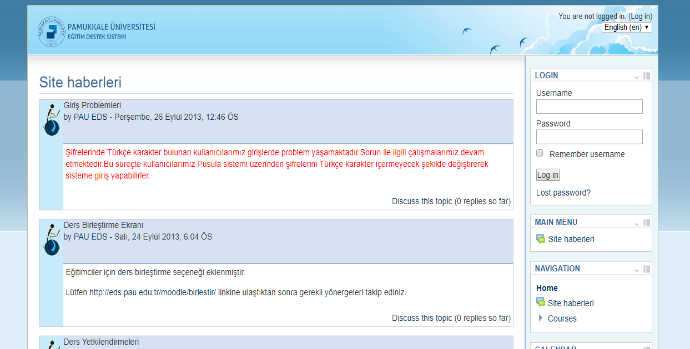 PAMUKKALE ÜNİVERSİTESİ
EĞİTİM DESTEK SİSTEMİ
You are not logged in. (Log in)
English (en)
Site haberleri
Giriş Problemleri
by PAU EDS - Perşembe, 26 Eylül 2013, 12:46 ÖS
Şifrelerinde Türkçe karakter bulunan kullanıcılarımız girişlerde problem yaşamaktadır Sorun ile ilgili çalışmalarımız devam
etmektedir.Bu süreçte kullanıcılarımız Pusula sistemi üzerinden şifrelerini Türkçe karakter içermeyecek şekilde değiştirerek
sisteme giriş yapabilirler.
Discuss this topic (0 replies so far)
Ders Birleştirme Ekranı
by PAU EDS - Salı, 24 Eylül 2013, 6:04 ÖS
Eğitimciler için ders birleştirme seçeneği eklenmiştir.
Lütfen http://eds.pau.edu.tr/moodle/birlestir/ linkine ulaştıktan sonra gerekli yönergeleri takip ediniz.
Discuss this topic (0 replies so far)
Ders Yetkilendirmeleri
LOGIN
Username
Password
Remember username
Log in
Lost password?
MAIN MENU
Site haberleri
NAVIGATION
Home
Site haberleri
Courses
CALENDAR